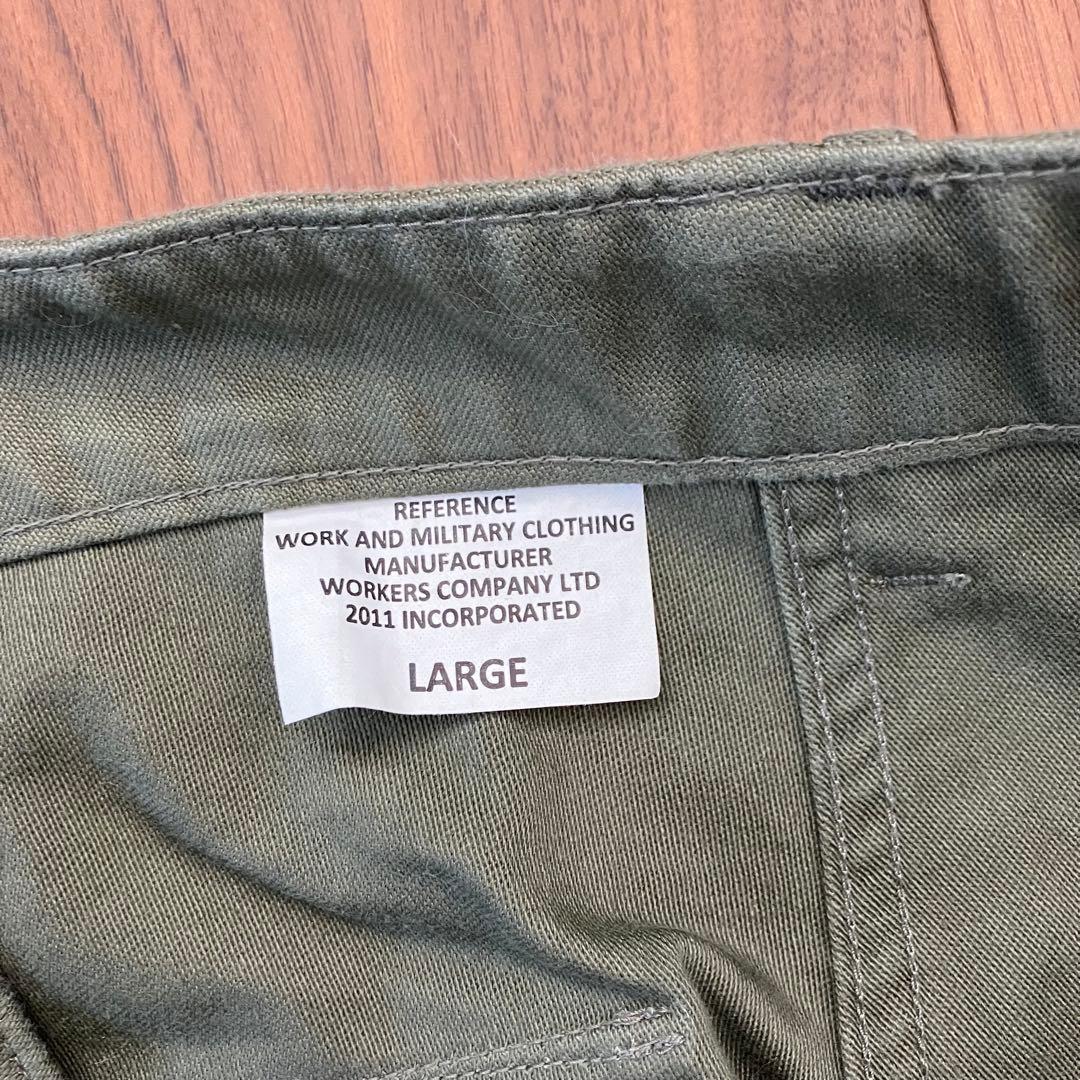 REFERENCE
WORK AND MILITARY CLOTHING
MANUFACTURER
WORKERS COMPANY LTD
2011 INCORPORATED
LARGE